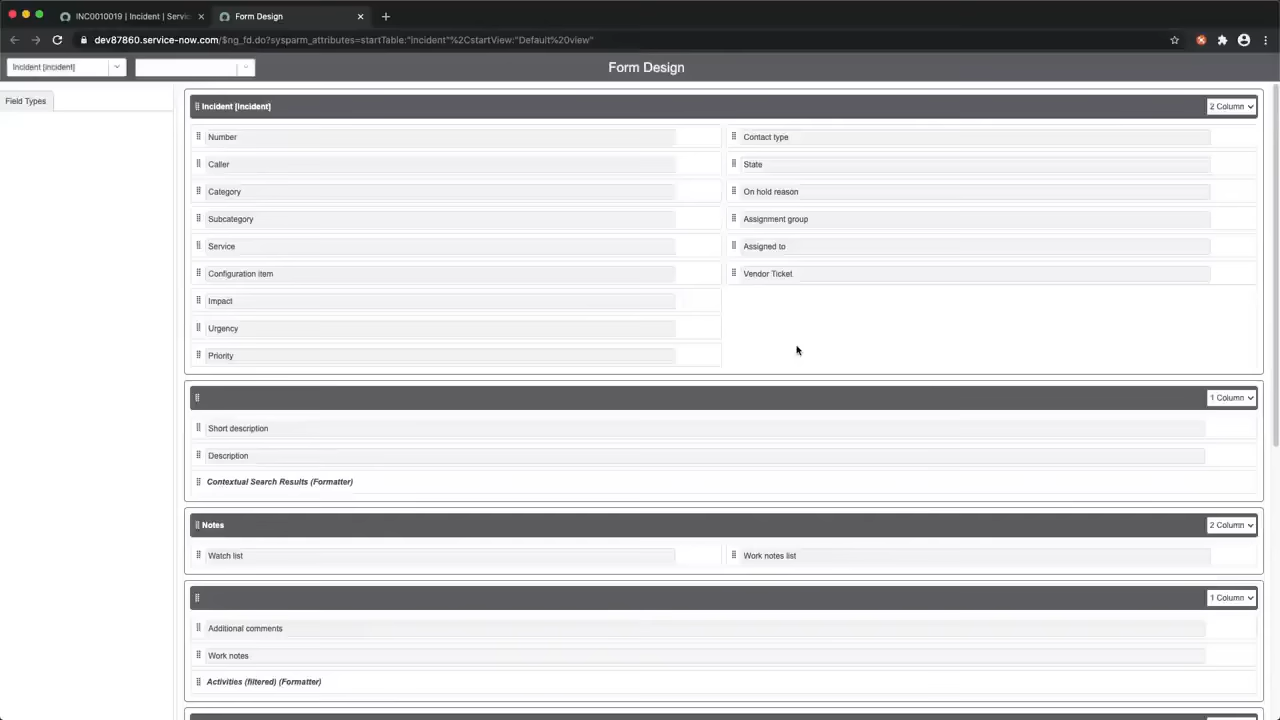 INC0010019 | Incident | Servic
Form Design
dev87860.service-now.com/$ng_fd.do?sysparm_attributes=startTable:"incident"%2CstartView:"Default%20view"
Incident [incident]
Form Design
Field Types
Incident [incident]
2 Column
Number
Contact type
Caller
State
Category
On hold reason
Subcategory
Assignment group
Service
Assigned to
Configuration item
Vendor Ticket
Impact
Urgency
Priority
1 Column
Short description
Description
Contextual Search Results (Formatter)
Notes
2 Column
Watch list
Work notes list
1 Column
Additional comments
Work notes
Activities (filtered) (Formatter)